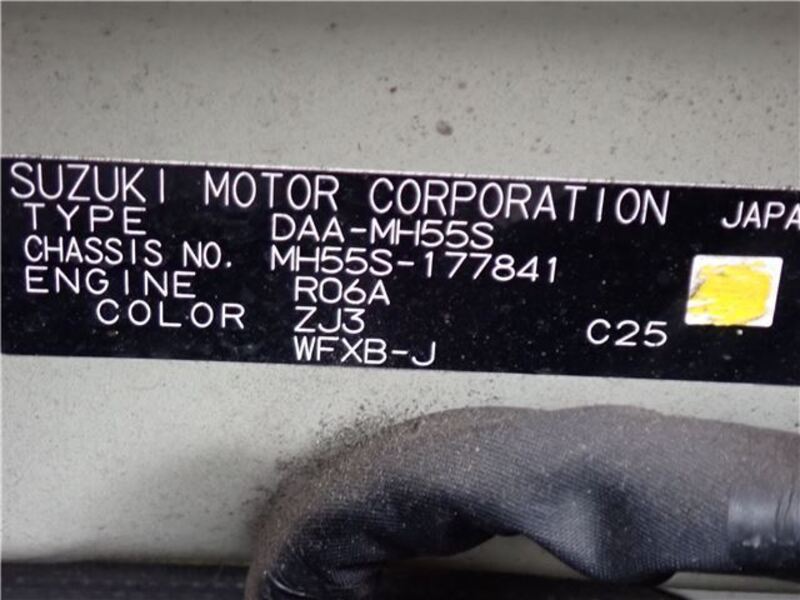 SUZUKI MOTOR CORPORATION JAPA
TYPE DAA-MH55S
CHASSIS NO. MH55S-177841
ENGINE R06A
COLOR ZJ3 C25
WFXB-J